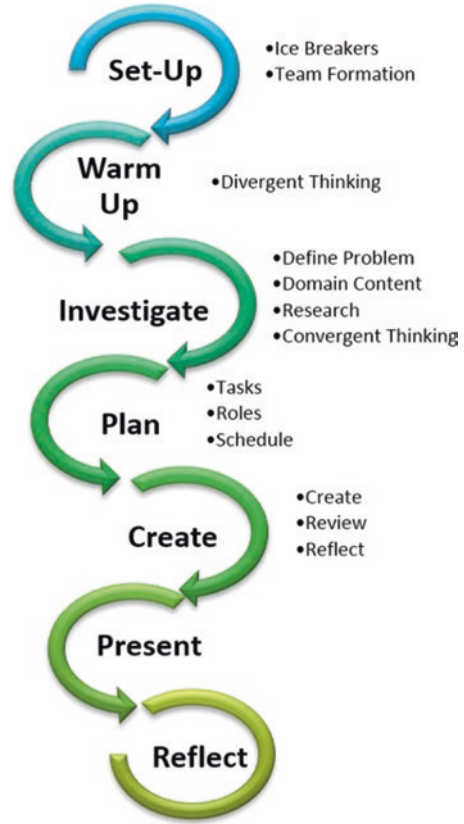 Set-Up
•Ice Breakers
•Team Formation
Warm
Up
•Divergent Thinking
Investigate
•Define Problem
•Domain Content
•Research
•Convergent Thinking
Plan
•Tasks
•Roles
•Schedule
Create
•Create
•Review
•Reflect
Present
Reflect